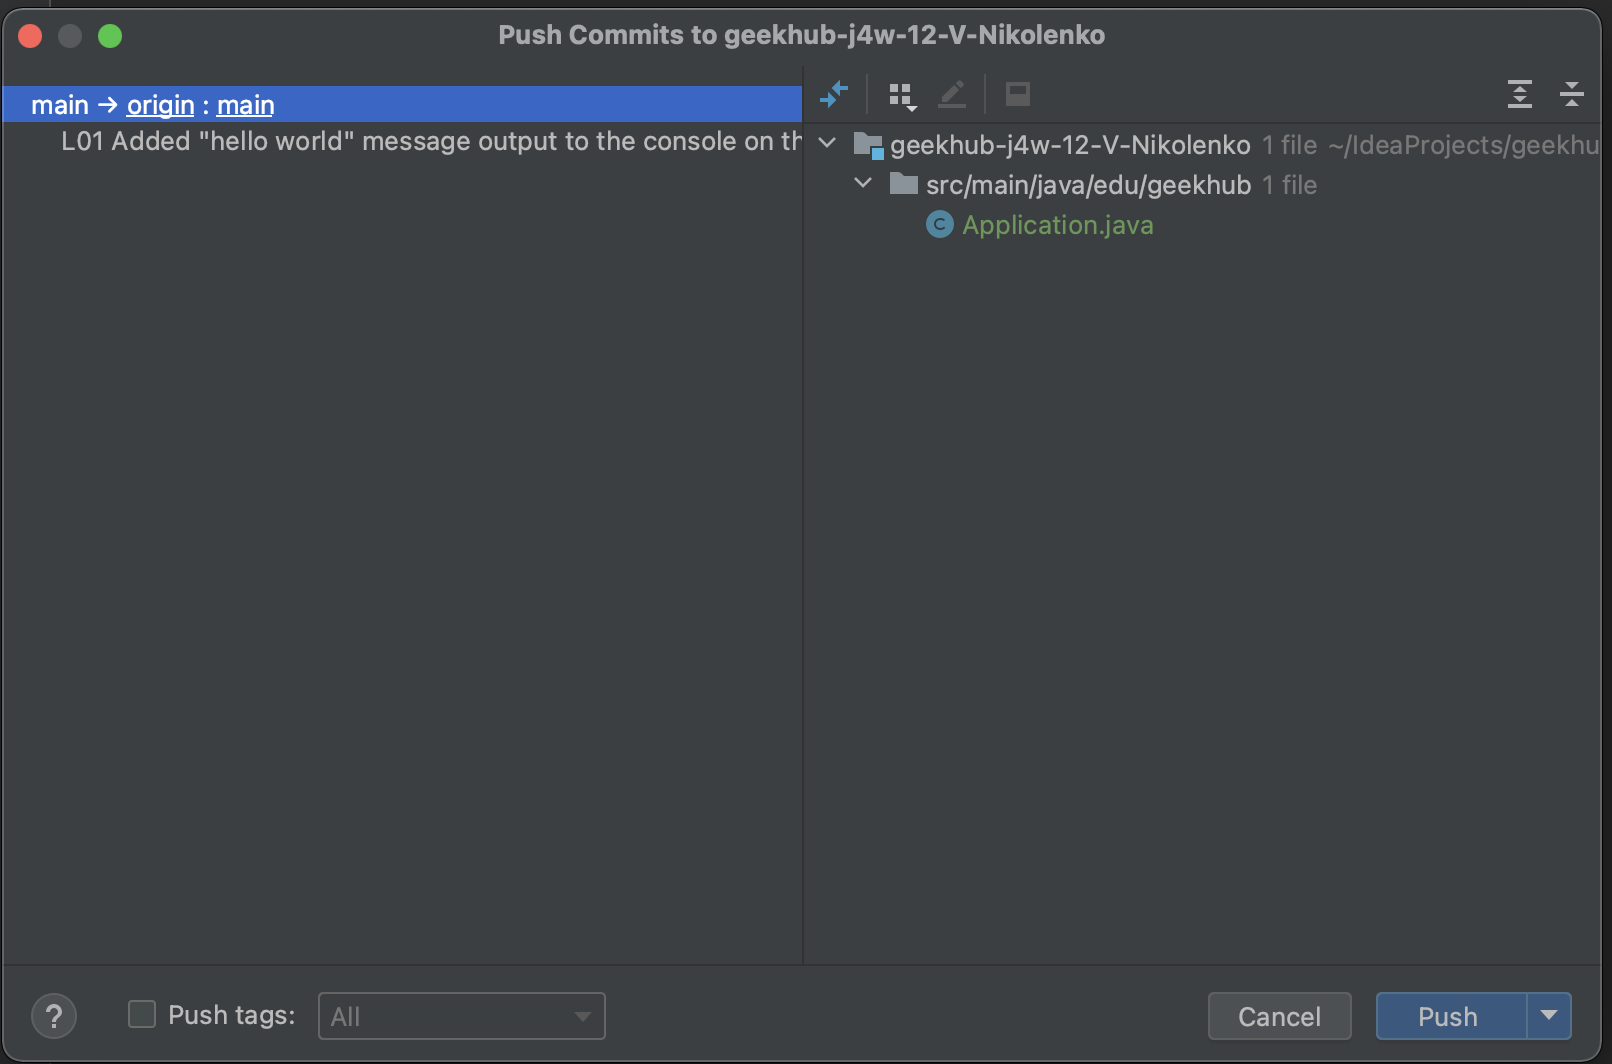 Push Commits to geekhub-j4w-12-V-Nikolenko
main → origin : main
L01 Added "hello world" message output to the console on th
geekhub-j4w-12-V-Nikolenko 1 file ~/IdeaProjects/geekhu
src/main/java/edu/geekhub 1 file
C Application.java
? Push tags: All Cancel Push